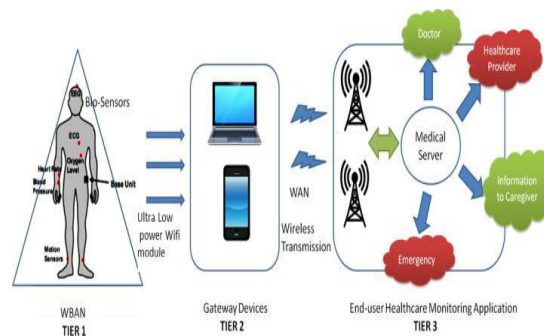 EEG
Bio-Sensors
ECG
Oxygen
Level
Heart Rate
Blood
Pressure
Base Unit
Motion
Sensors
WBAN
TIER 1
Ultra Low
power Wifi
module
Gateway Devices
TIER 2
WAN
Wireless
Transmission
Doctor
Healthcare
Provider
Medical
Server
Information
to Caregiver
Emergency
End-user Healthcare Monitoring Application
TIER 3